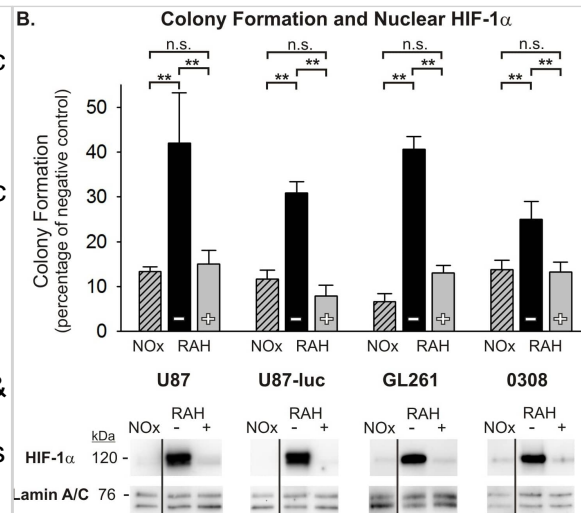 B.
Colony Formation and Nuclear HIF-1α
n.s. n.s. n.s. n.s.
** ** ** ** ** ** ** **
Colony Formation
(percentage of negative control)
50
40
30
20
10
0
− + − + − + − +
NOx RAH NOx RAH NOx RAH NOx RAH
U87 U87-luc GL261 0308
RAH RAH RAH RAH
kDa NOx - + NOx - + NOx - + NOx - +
HIF-1α 120 -
Lamin A/C 76 -
C
C
&
S